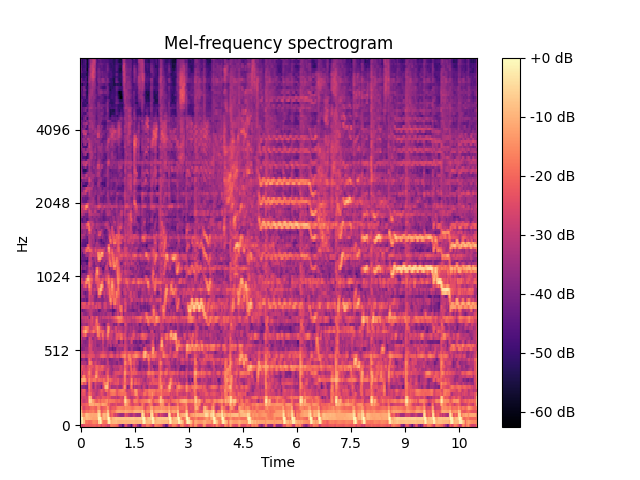 Mel-frequency spectrogram
+0 dB
-10 dB
-20 dB
-30 dB
-40 dB
-50 dB
-60 dB
4096
2048
1024
512
0
Hz
0 1.5 3 4.5 6 7.5 9 10
Time